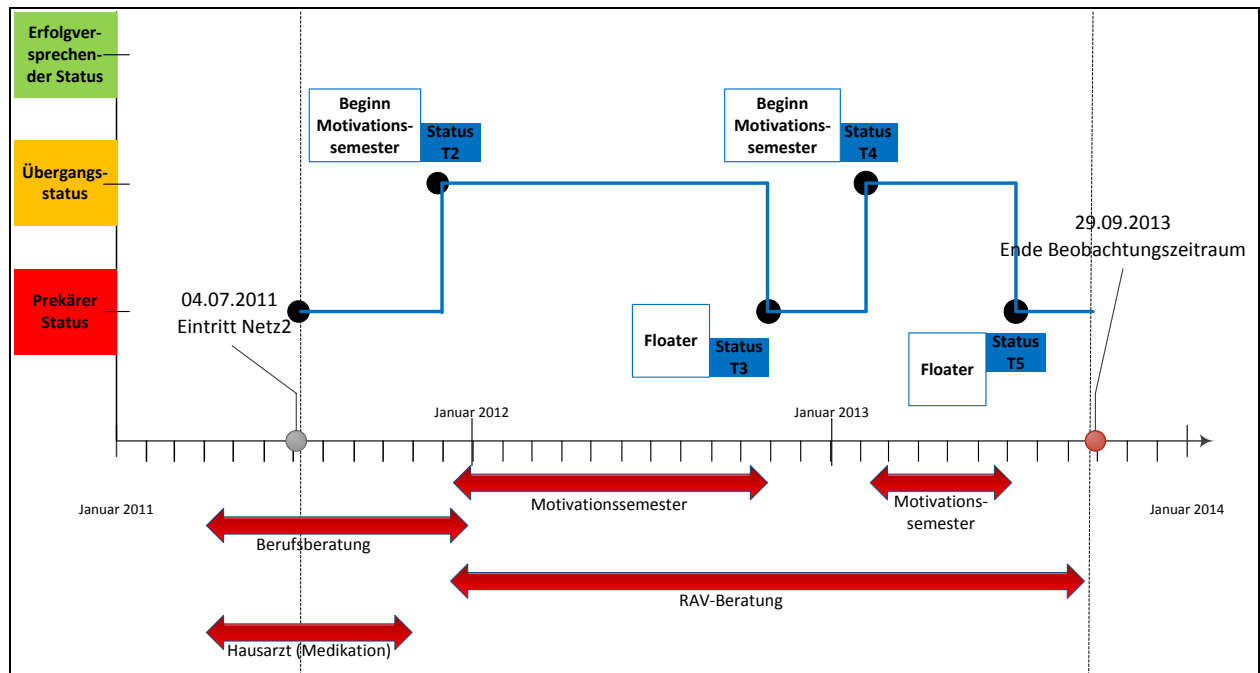 Erfolgver-
sprechen-
der Status
Beginn
Motivations-
semester
Status
T2
Beginn
Motivations-
semester
Status
T4
Übergangs-
status
29.09.2013
Ende Beobachtungszeitraum
Prekärer
Status
04.07.2011
Eintritt Netz2
Floater
Status
T3
Floater
Status
T5
Januar 2012
Januar 2013
Januar 2011
Januar 2014
Motivationssemester
Motivations-
semester
Berufsberatung
RAV-Beratung
Hausarzt (Medikation)